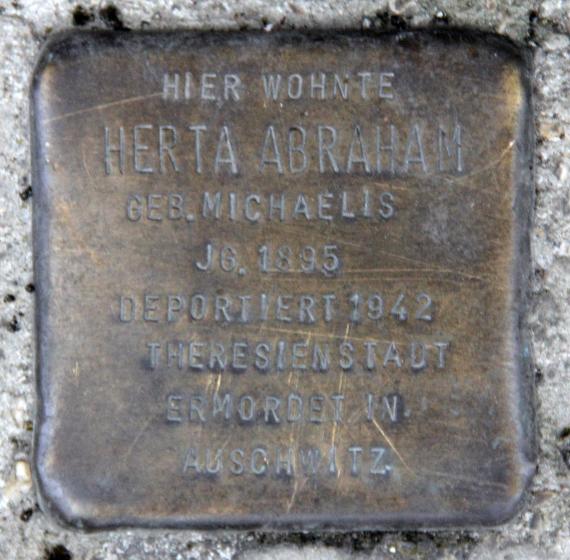 HIER WOHNTE
HERTA ABRAHAM
GEB. MICHAELIS
JG. 1895
DEPORTIERT 1942
THERESIENSTADT
ERMORDET IN
AUSCHWITZ